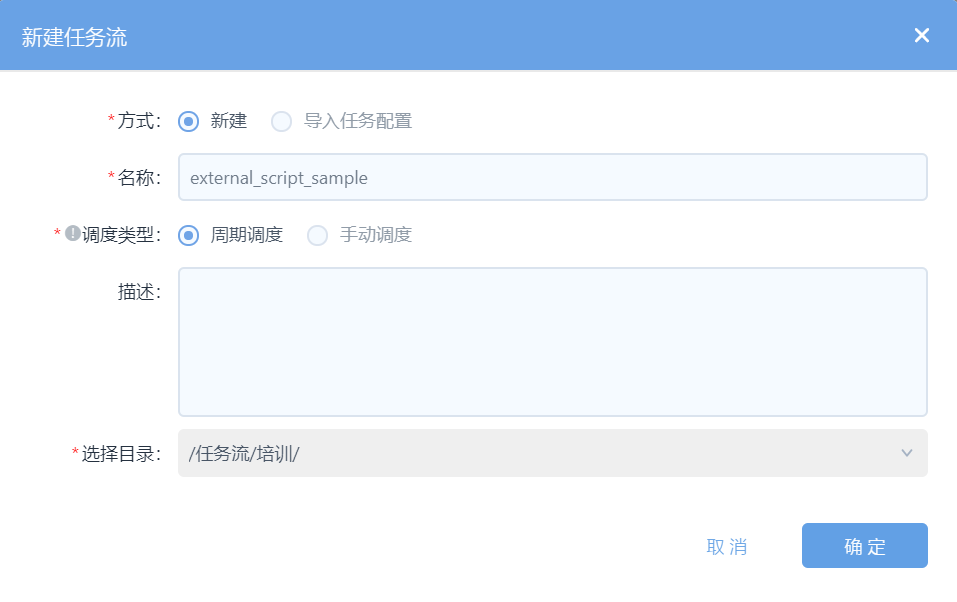 新建任务流
*方式： 新建 导入任务配置
*名称： external_script_sample
*调度类型： 周期调度 手动调度
描述：
*选择目录： /任务流/培训/
取消 确定